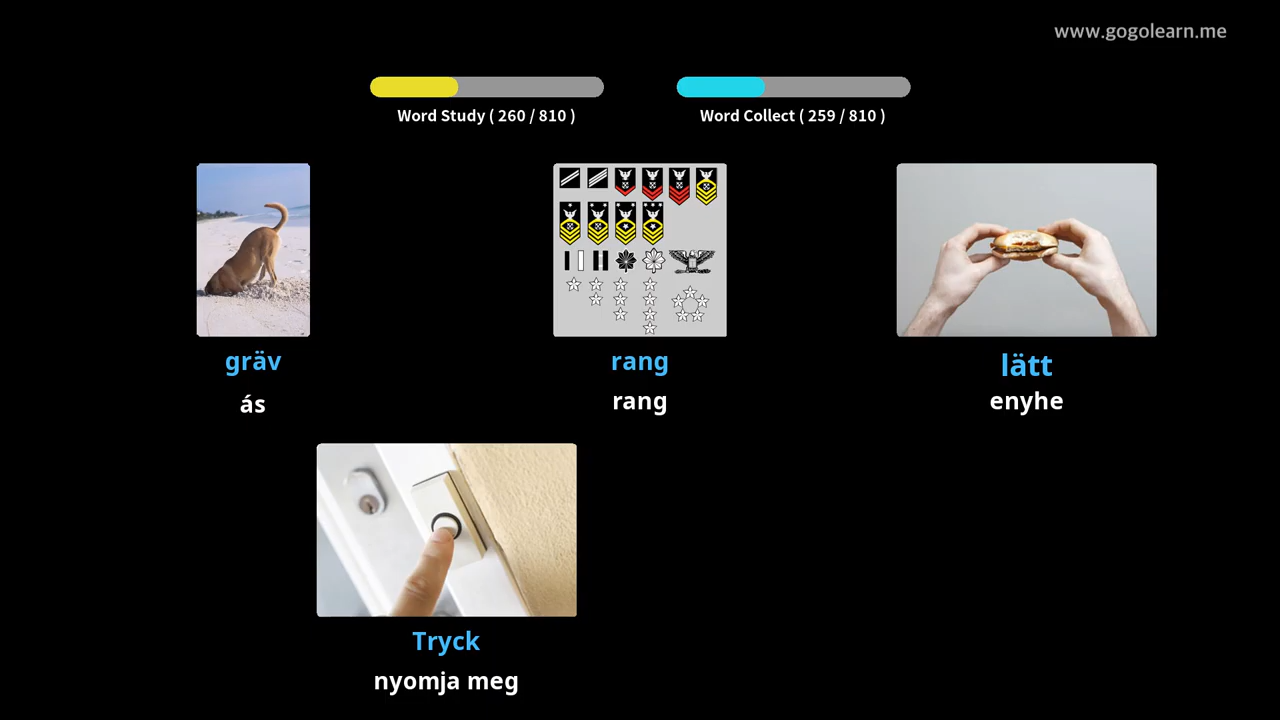 www.gogolearn.me
Word Study ( 260 / 810 )
Word Collect ( 259 / 810 )
gräv
ás
rang
rang
lätt
enyhe
Tryck
nyomja meg